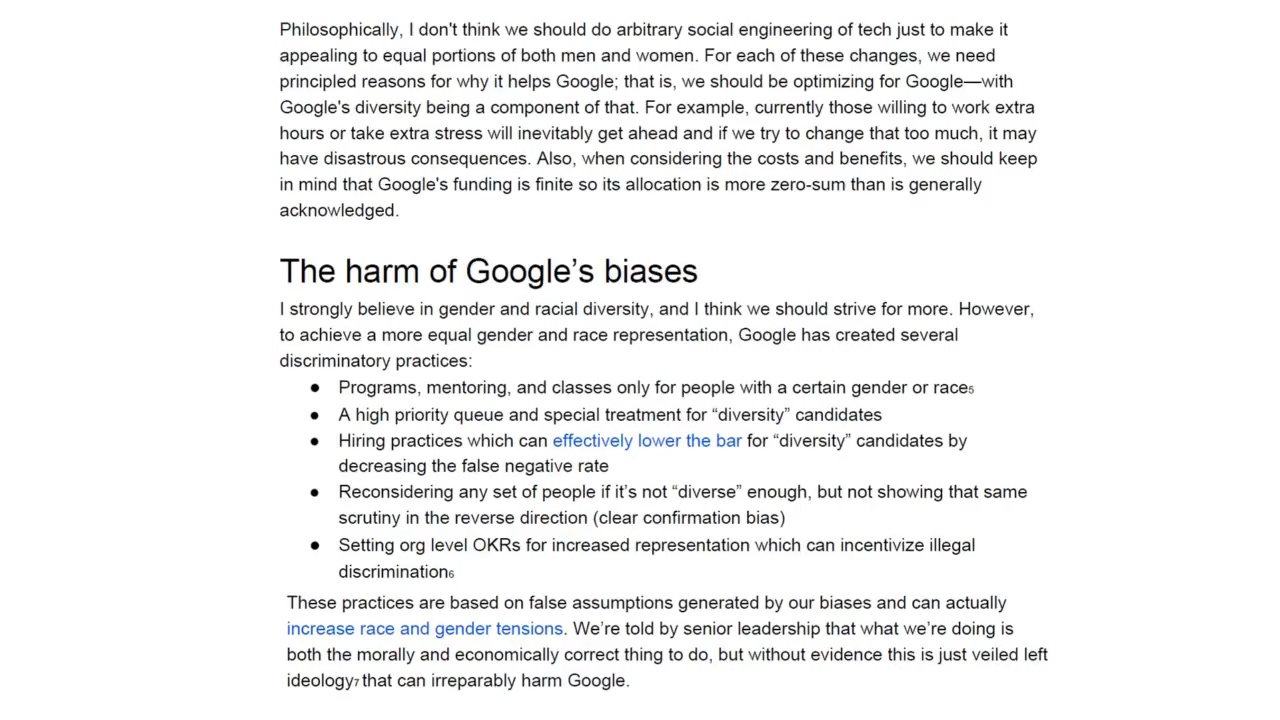 Philosophically, I don't think we should do arbitrary social engineering of tech just to make it
appealing to equal portions of both men and women. For each of these changes, we need
principled reasons for why it helps Google; that is, we should be optimizing for Google—with
Google's diversity being a component of that. For example, currently those willing to work extra
hours or take extra stress will inevitably get ahead and if we try to change that too much, it may
have disastrous consequences. Also, when considering the costs and benefits, we should keep
in mind that Google's funding is finite so its allocation is more zero-sum than is generally
acknowledged.
The harm of Google’s biases
I strongly believe in gender and racial diversity, and I think we should strive for more. However,
to achieve a more equal gender and race representation, Google has created several
discriminatory practices:
● Programs, mentoring, and classes only for people with a certain gender or race5
● A high priority queue and special treatment for “diversity” candidates
● Hiring practices which can effectively lower the bar for “diversity” candidates by
decreasing the false negative rate
● Reconsidering any set of people if it’s not “diverse” enough, but not showing that same
scrutiny in the reverse direction (clear confirmation bias)
● Setting org level OKRs for increased representation which can incentivize illegal
discrimination6
These practices are based on false assumptions generated by our biases and can actually
increase race and gender tensions. We’re told by senior leadership that what we’re doing is
both the morally and economically correct thing to do, but without evidence this is just veiled left
ideology7 that can irreparably harm Google.